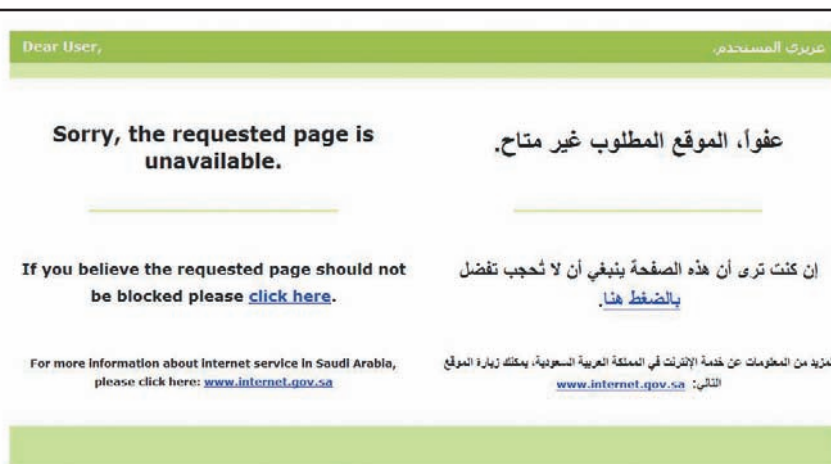 Dear User,
عزيزي المستخدم،
Sorry, the requested page is
unavailable.
عفواً، الموقع المطلوب غير متاح.
If you believe the requested page should not
be blocked please click here.
إن كنت ترى أن هذه الصفحة ينبغي أن لا تُحجب تفضل
بالضغط هنا.
For more information about internet service in Saudi Arabia,
please click here: www.internet.gov.sa
لمزيد من المعلومات عن خدمة الإنترنت في المملكة العربية السعودية، يمكنك زيارة الموقع
التالي: www.internet.gov.sa